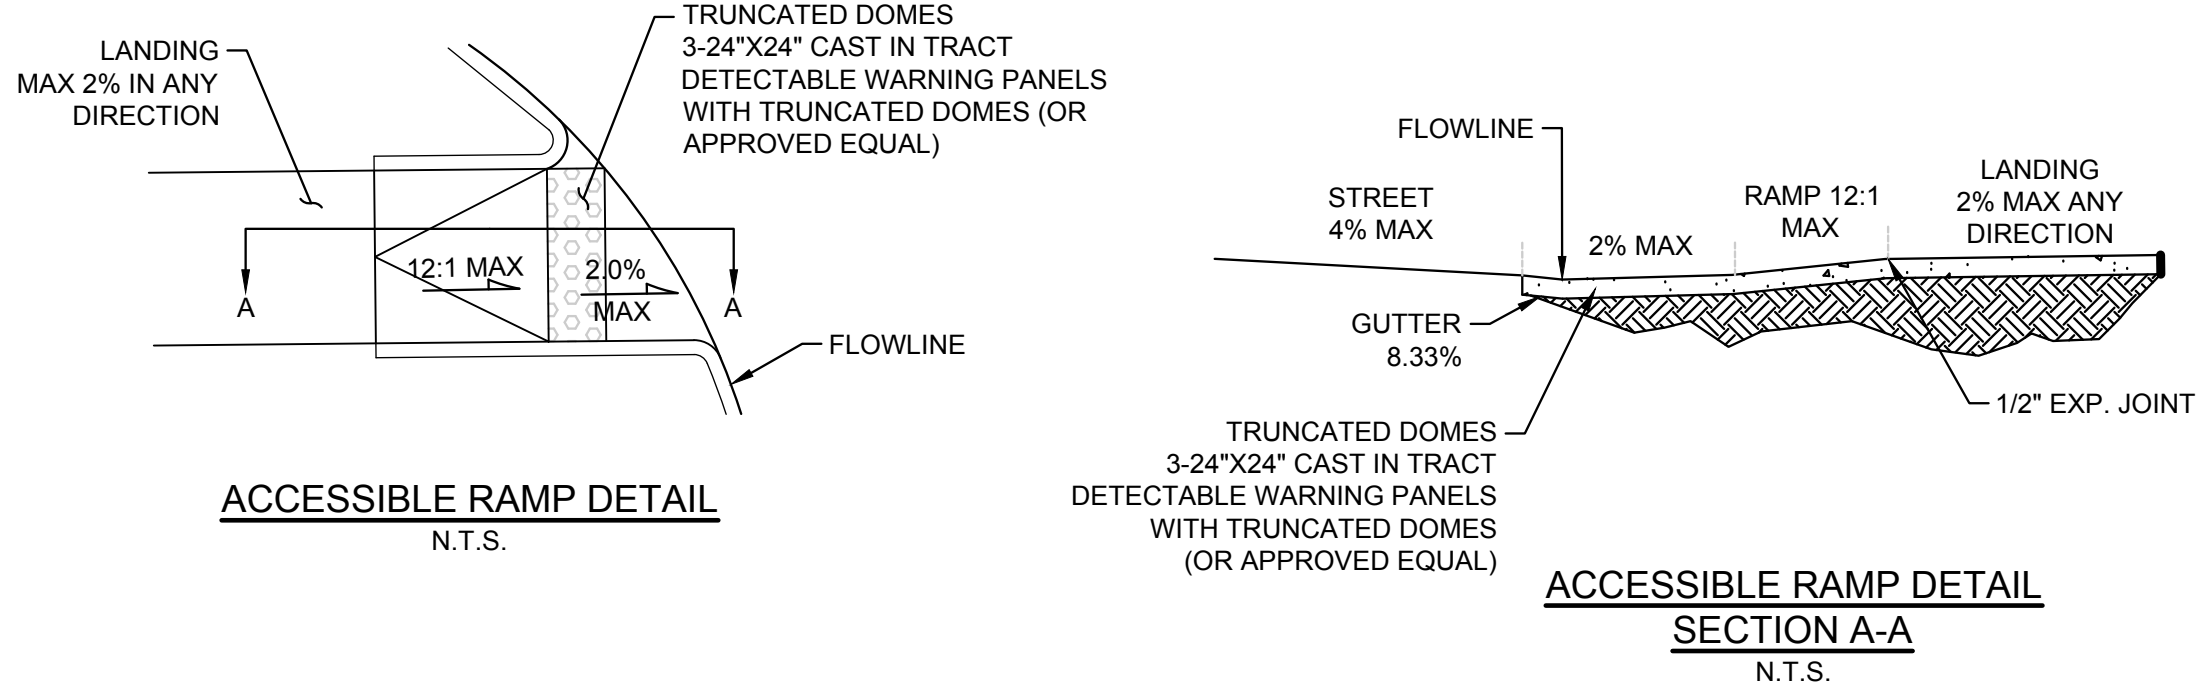 LANDING
MAX 2% IN ANY
DIRECTION
TRUNCATED DOMES
3-24"X24" CAST IN TRACT
DETECTABLE WARNING PANELS
WITH TRUNCATED DOMES (OR
APPROVED EQUAL)
12:1 MAX
2.0%
MAX
A
A
FLOWLINE
ACCESSIBLE RAMP DETAIL
N.T.S.
FLOWLINE
STREET
4% MAX
2% MAX
RAMP 12:1
MAX
LANDING
2% MAX ANY
DIRECTION
GUTTER
8.33%
1/2" EXP. JOINT
TRUNCATED DOMES
3-24"X24" CAST IN TRACT
DETECTABLE WARNING PANELS
WITH TRUNCATED DOMES
(OR APPROVED EQUAL)
ACCESSIBLE RAMP DETAIL
SECTION A-A
N.T.S.